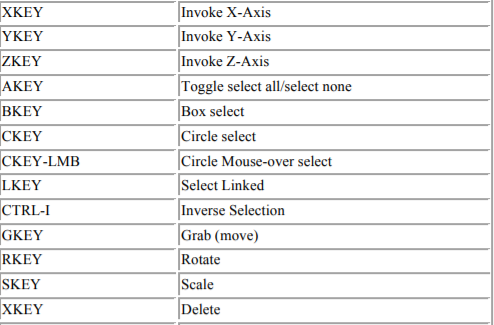 XKEY Invoke X-Axis
YKEY Invoke Y-Axis
ZKEY Invoke Z-Axis
AKEY Toggle select all/select none
BKEY Box select
CKEY Circle select
CKEY-LMB Circle Mouse-over select
LKEY Select Linked
CTRL-I Inverse Selection
GKEY Grab (move)
RKEY Rotate
SKEY Scale
XKEY Delete